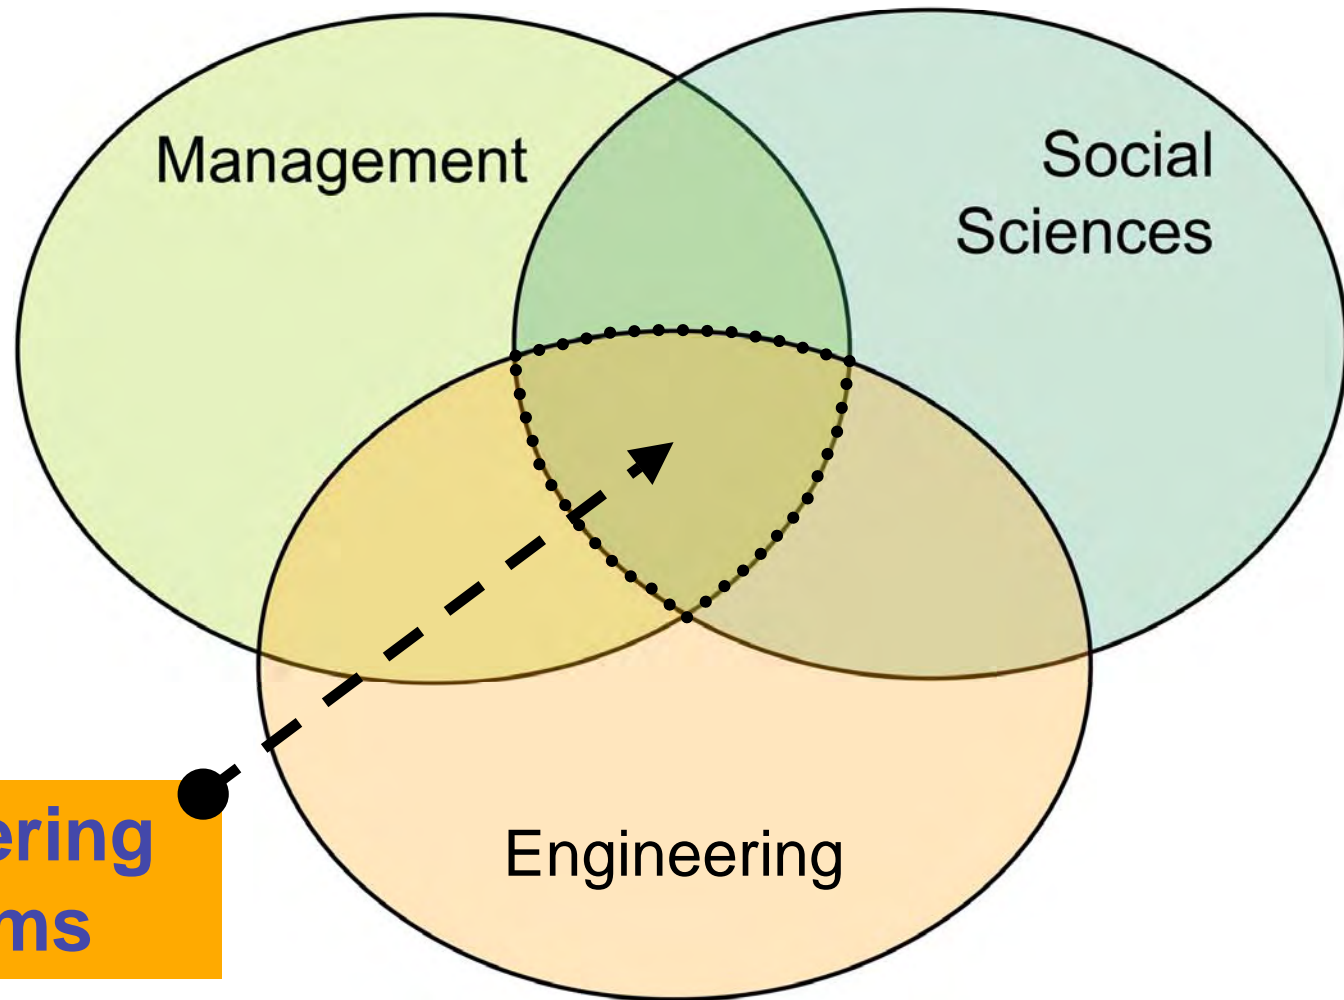 Management
Social
Sciences
Engineering
ering
ms